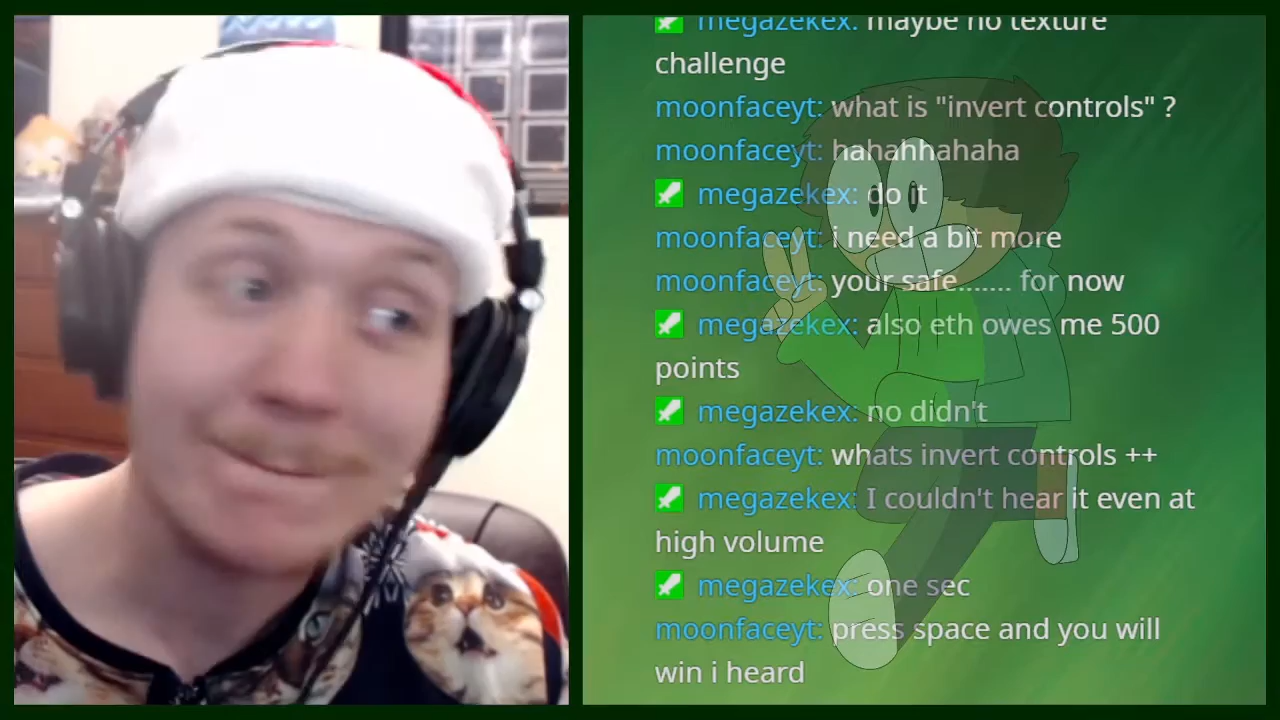 megazekex: maybe no texture
challenge
moonfaceyt: what is "invert controls" ?
moonfaceyt: hahahhahaha
megazekex: do it
moonfaceyt: i need a bit more
moonfaceyt: your safe....... for now
megazekex: also eth owes me 500
points
megazekex: no didn't
moonfaceyt: whats invert controls ++
megazekex: I couldn't hear it even at
high volume
megazekex: one sec
moonfaceyt: press space and you will
win i heard